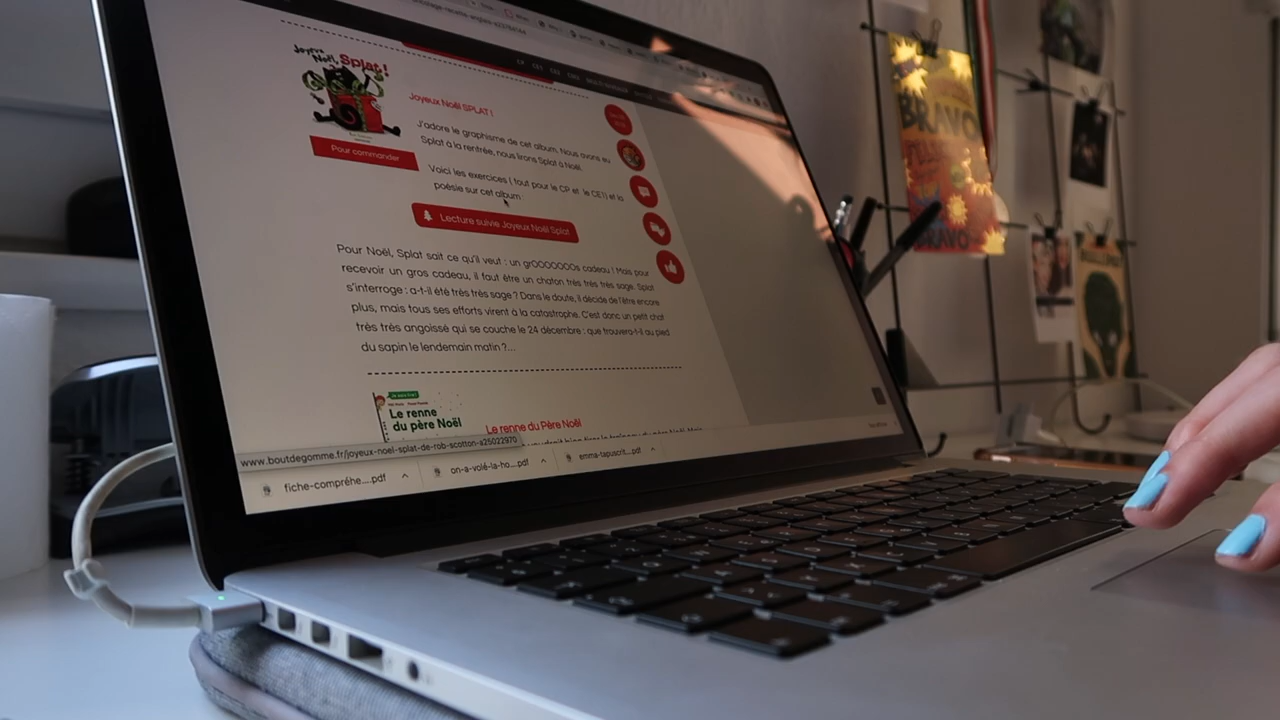 Joyeux
Noël, Splat !
Pour commander
Joyeux Noël SPLAT !
J'adore le graphisme de cet album. Nous avons eu
Splat à la rentrée, nous lirons Splat à Noël.
Voici les exercices ( tout pour le CP et le CE1) et la
poésie sur cet album :
Lecture suivie Joyeux Noël Splat
Pour Noël, Splat sait ce qu'il veut : un grOOOOOOOs cadeau ! Mais pour
recevoir un gros cadeau, il faut être un chaton très très très sage. Splat
s'interroge : a-t-il été très très sage ? Dans le doute, il décide de l'être encore
plus, mais tous ses efforts virent à la catastrophe. C'est donc un petit chat
très très angoissé qui se couche le 24 décembre : que trouvera-t-il au pied
du sapin le lendemain matin ?...
Le renne
du père Noël
Le renne du Père Noël
www.boutdegomme.fr/joyeux-noel-splat-de-rob-scotton-a25022970
fiche-compréhe....pdf
on-a-volé-la-ho....pdf
emma-tapuscrit....pdf
BRAVO
BRAVO